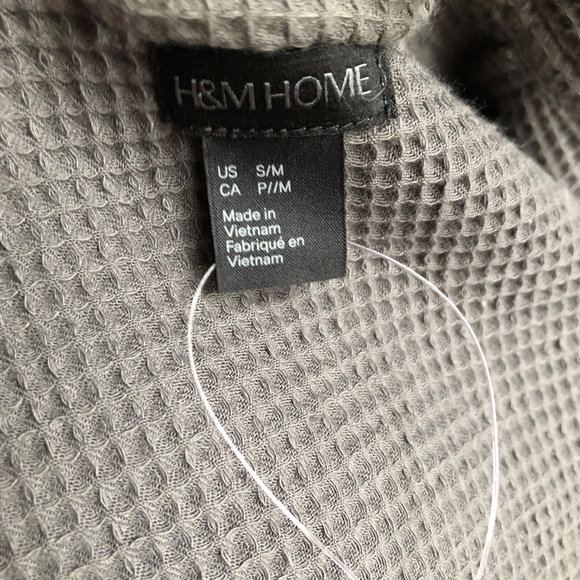 H&M HOME
US S/M
CA P//M
Made in
Vietnam
Fabriqué en
Vietnam